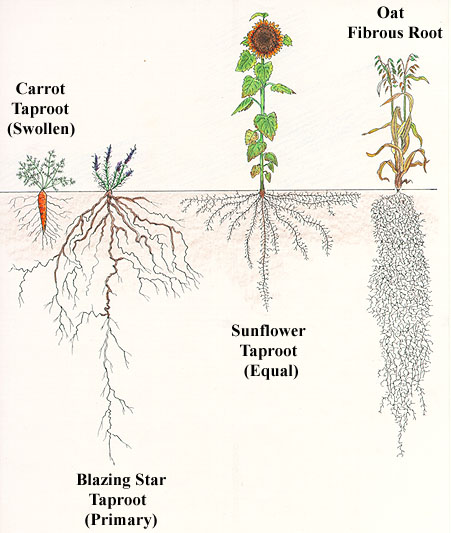 Oat
Fibrous Root
Carrot
Taproot
(Swollen)
Sunflower
Taproot
(Equal)
Blazing Star
Taproot
(Primary)